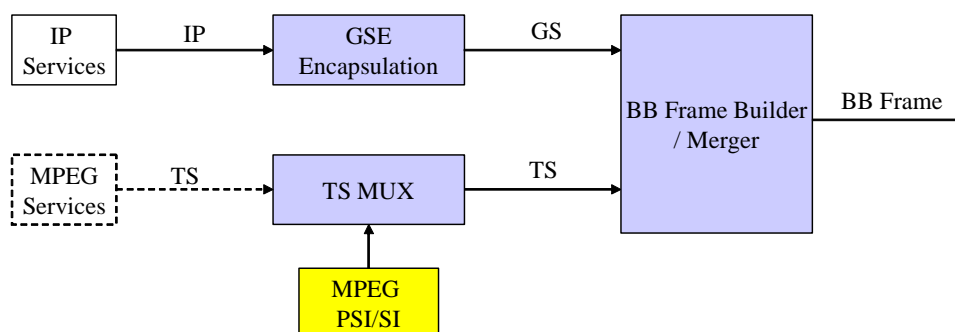 IP
Services
IP
GSE
Encapsulation
GS
BB Frame Builder
/ Merger
BB Frame
MPEG
Services
TS
TS MUX
TS
MPEG
PSI/SI